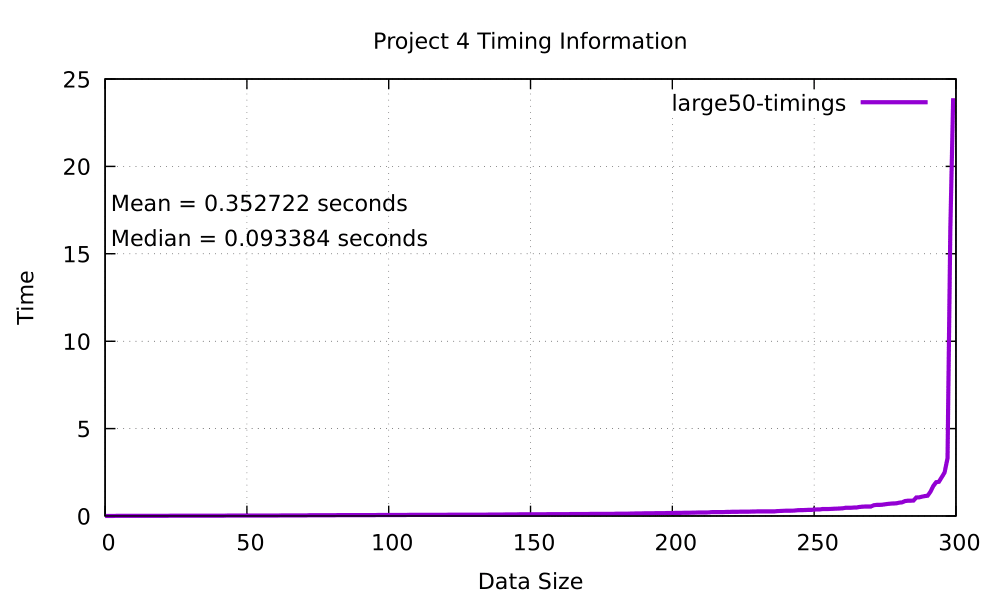 Project 4 Timing Information
25
large50-timings
20
Mean = 0.352722 seconds
Median = 0.093384 seconds
15
Time
10
5
0
0 50 100 150 200 250 300
Data Size